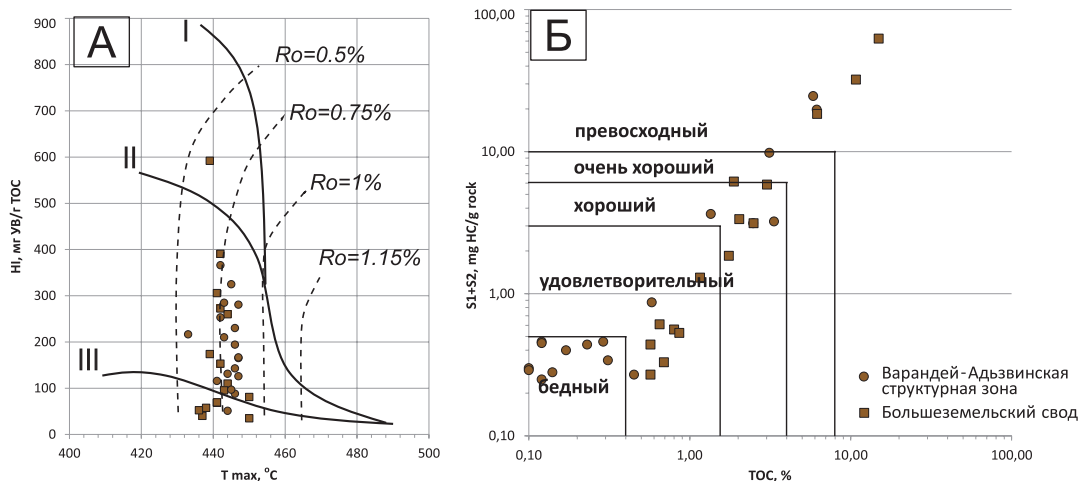 А
900
800
700
600
500
400
300
200
100
0
HI, мг УВ/г TOC
I
II
III
Ro=0.5%
Ro=0.75%
Ro=1%
Ro=1.15%
400
420
440
460
480
500
T max, °C
Б
100,00
10,00
1,00
0,10
S1+S2, mg HC/g rock
превосходный
очень хороший
хороший
удовлетворительный
бедный
0,10
1,00
10,00
100,00
TOC, %
Варандей-Адьзвинская
структурная зона
Большеземельский свод